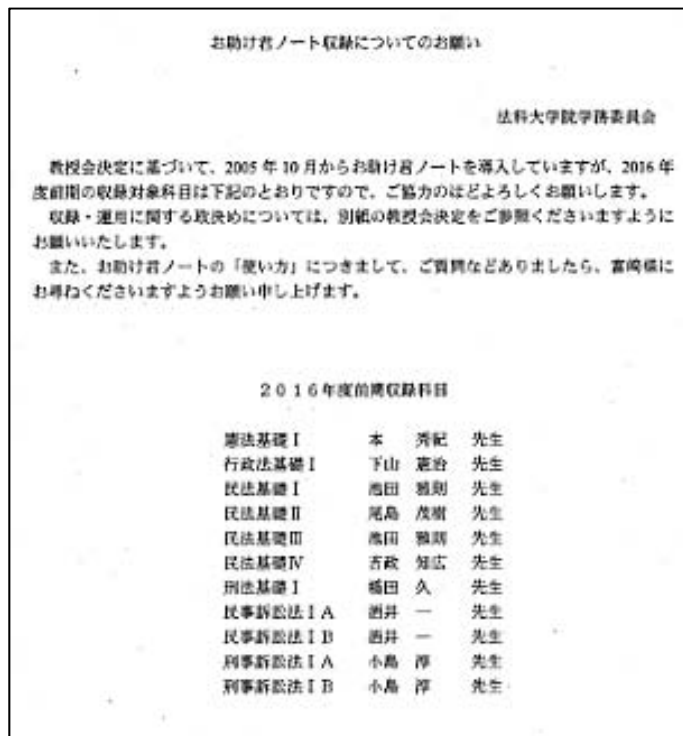 お助け君ノート収録についてのお願い
法科大学院学務委員会
教授会決定に基づいて、2005年10月からお助け君ノートを導入していますが、2016年
度前期の収録対象科目は下記のとおりですので、ご協力のほどよろしくお願いします。
収録・運用に関する取決めについては、別紙の教授会決定をご参照くださいますように
お願いいたします。
また、お助け君ノートの「使い方」につきまして、ご質問などありましたら、宮崎様に
お尋ねくださいますようお願い申し上げます。
2016年度前期収録科目
憲法基礎Ⅰ 本 秀紀 先生
行政法基礎Ⅰ 下山 憲治 先生
民法基礎Ⅰ 池田 雅則 先生
民法基礎Ⅱ 尾島 茂樹 先生
民法基礎Ⅲ 池田 雅則 先生
民法基礎Ⅳ 吉政 知広 先生
刑法基礎Ⅰ 橋田 久 先生
民事訴訟法ⅠA 酒井 一 先生
民事訴訟法ⅠB 酒井 一 先生
刑事訴訟法ⅠA 小島 淳 先生
刑事訴訟法ⅠB 小島 淳 先生